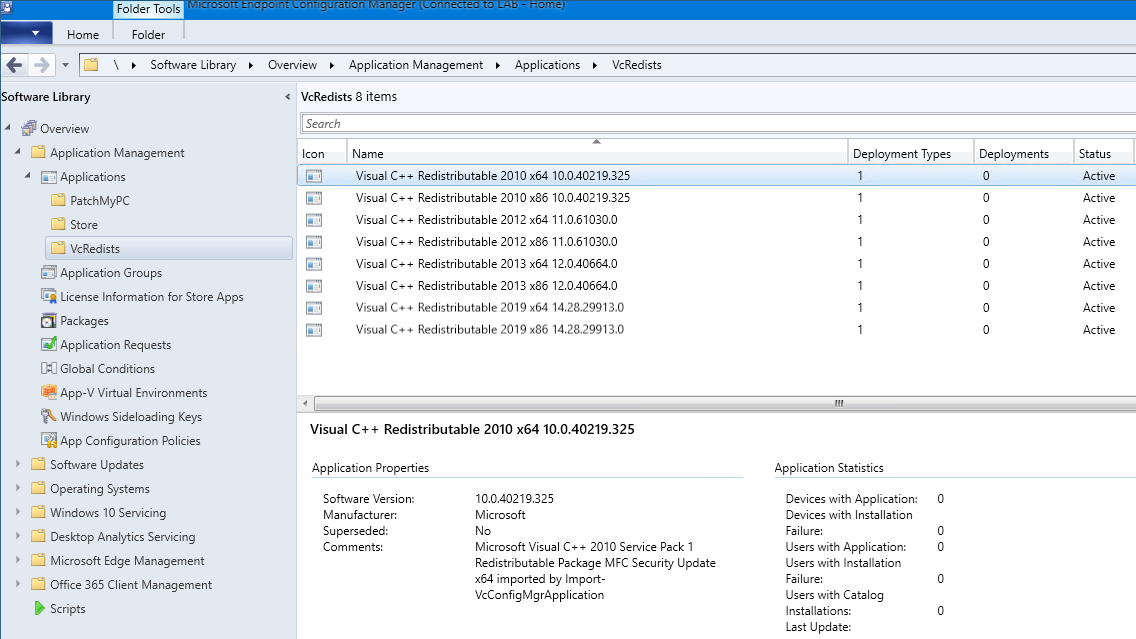 Folder Tools
Microsoft Endpoint Configuration Manager (Connected to LAB - Home)
Home
Folder
\ Software Library Overview Application Management Applications VcRedists
Software Library
Overview
Application Management
Applications
PatchMyPC
Store
VcRedists
Application Groups
License Information for Store Apps
Packages
Application Requests
Global Conditions
App-V Virtual Environments
Windows Sideloading Keys
App Configuration Policies
Software Updates
Operating Systems
Windows 10 Servicing
Desktop Analytics Servicing
Microsoft Edge Management
Office 365 Client Management
Scripts
VcRedists 8 items
Search
Icon Name Deployment Types Deployments Status
Visual C++ Redistributable 2010 x64 10.0.40219.325 1 0 Active
Visual C++ Redistributable 2010 x86 10.0.40219.325 1 0 Active
Visual C++ Redistributable 2012 x64 11.0.61030.0 1 0 Active
Visual C++ Redistributable 2012 x86 11.0.61030.0 1 0 Active
Visual C++ Redistributable 2013 x64 12.0.40664.0 1 0 Active
Visual C++ Redistributable 2013 x86 12.0.40664.0 1 0 Active
Visual C++ Redistributable 2019 x64 14.28.29913.0 1 0 Active
Visual C++ Redistributable 2019 x86 14.28.29913.0 1 0 Active
Visual C++ Redistributable 2010 x64 10.0.40219.325
Application Properties
Software Version: 10.0.40219.325
Manufacturer: Microsoft
Superseded: No
Comments: Microsoft Visual C++ 2010 Service Pack 1
Redistributable Package MFC Security Update
x64 imported by Import-
VcConfigMgrApplication
Application Statistics
Devices with Application: 0
Devices with Installation
Failure: 0
Users with Application: 0
Users with Installation
Failure: 0
Users with Catalog
Installations: 0
Last Update: